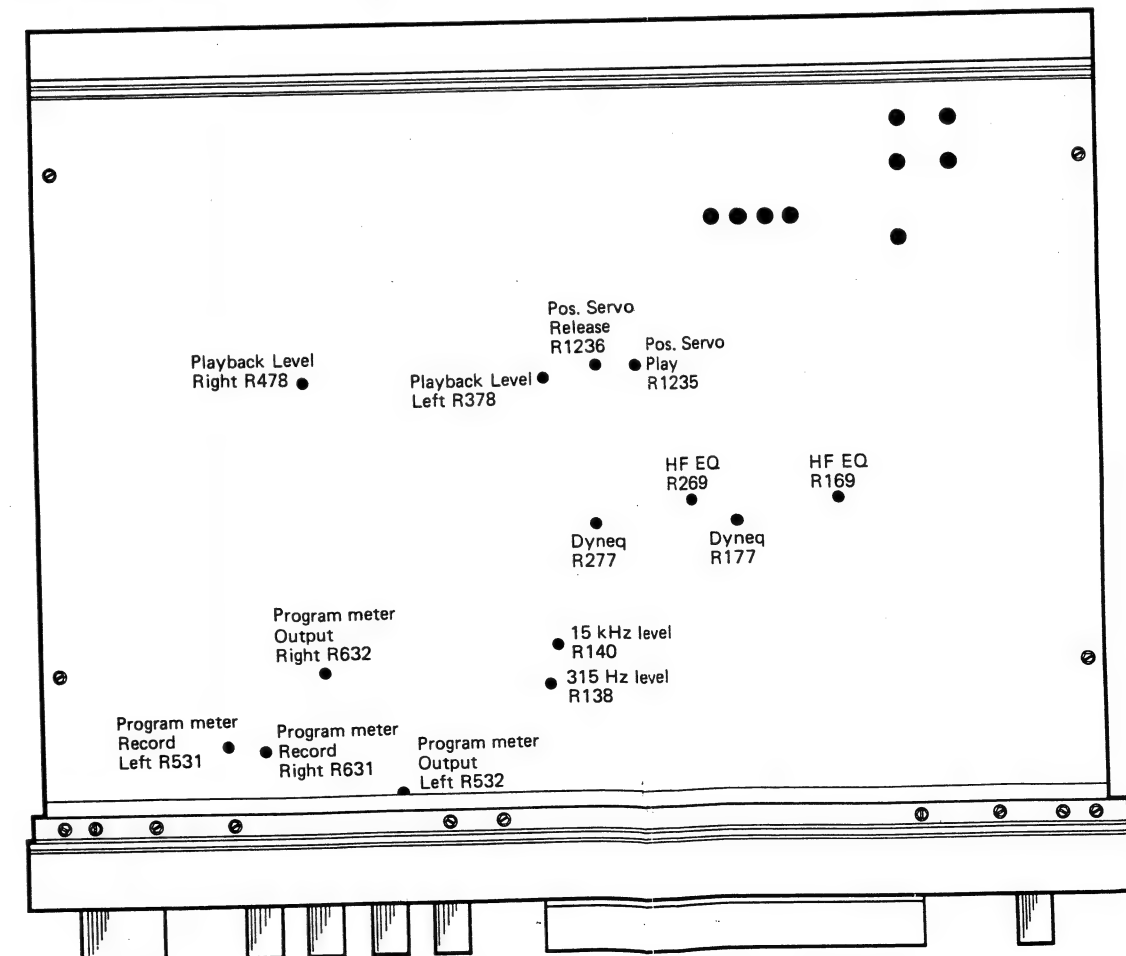 Pos. Servo
Release
R1236
Pos. Servo
Play
R1235
Playback Level
Right R478
Playback Level
Left R378
HF EQ
R269
HF EQ
R169
Dyneq
R277
Dyneq
R177
Program meter
Output
Right R632
15 kHz level
R140
315 Hz level
R138
Program meter
Record
Left R531
Program meter
Record
Right R631
Program meter
Output
Left R532